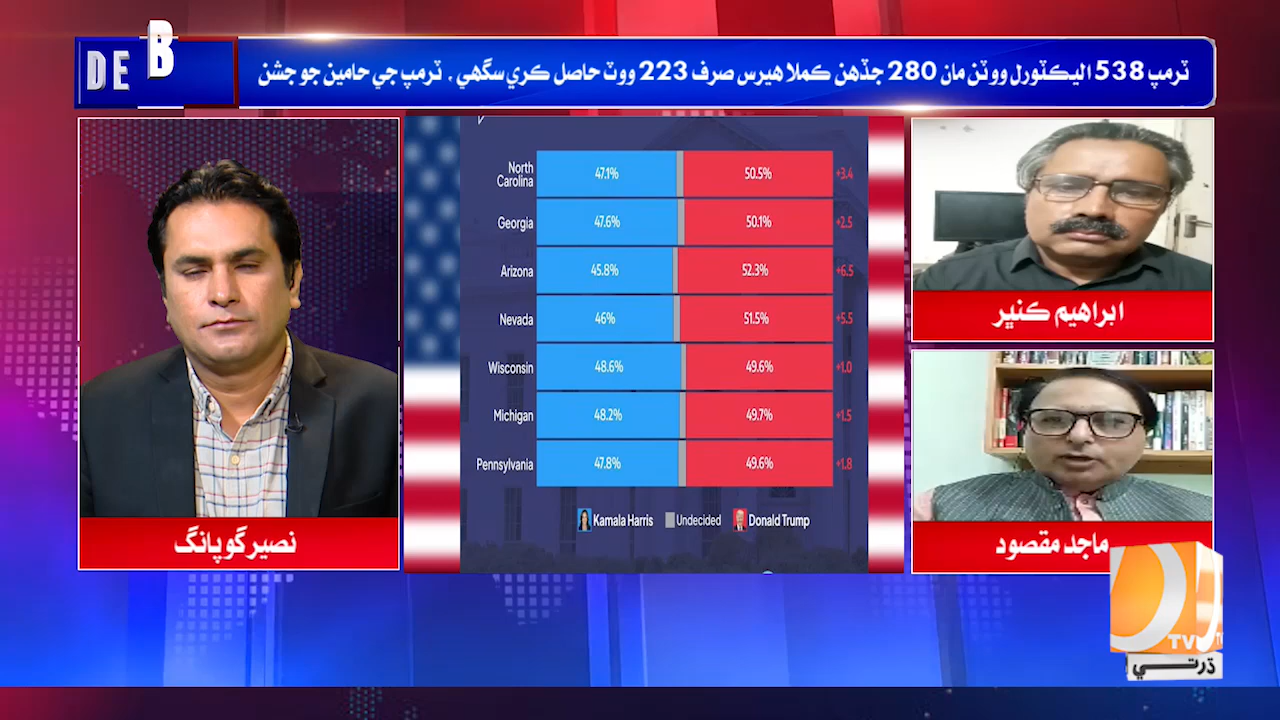 DE B
ٽرمپ 538 اليڪٽورل ووٽن مان 280 جڏهن ڪملا هيرس صرف 223 ووٽ حاصل ڪري سگهي. ٽرمپ جي حامين جو جشن
North Carolina 47.1% 50.5% +3.4
Georgia 47.6% 50.1% +2.5
Arizona 45.8% 52.3% +6.5
Nevada 46% 51.5% +5.5
Wisconsin 48.6% 49.6% +1.0
Michigan 48.2% 49.7% +1.5
Pennsylvania 47.8% 49.6% +1.8
Kamala Harris Undecided Donald Trump
نصير گوپانگ
ابراهيم ڪنڀر
ماجد مقصود
TV
ڌرتي